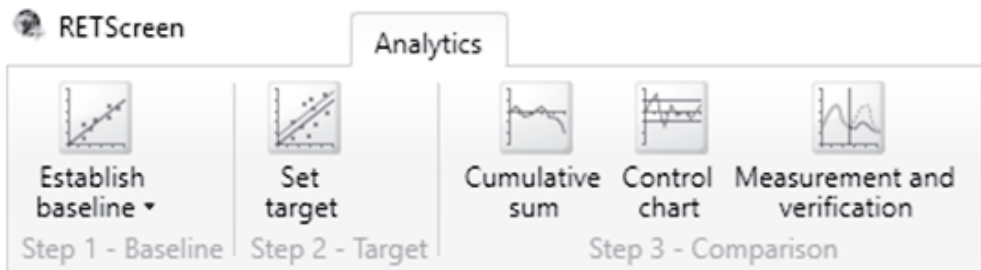 RETScreen
Analytics
Establish
baseline ▾
Set
target
Cumulative
sum
Control
chart
Measurement and
verification
Step 1 - Baseline
Step 2 - Target
Step 3 - Comparison